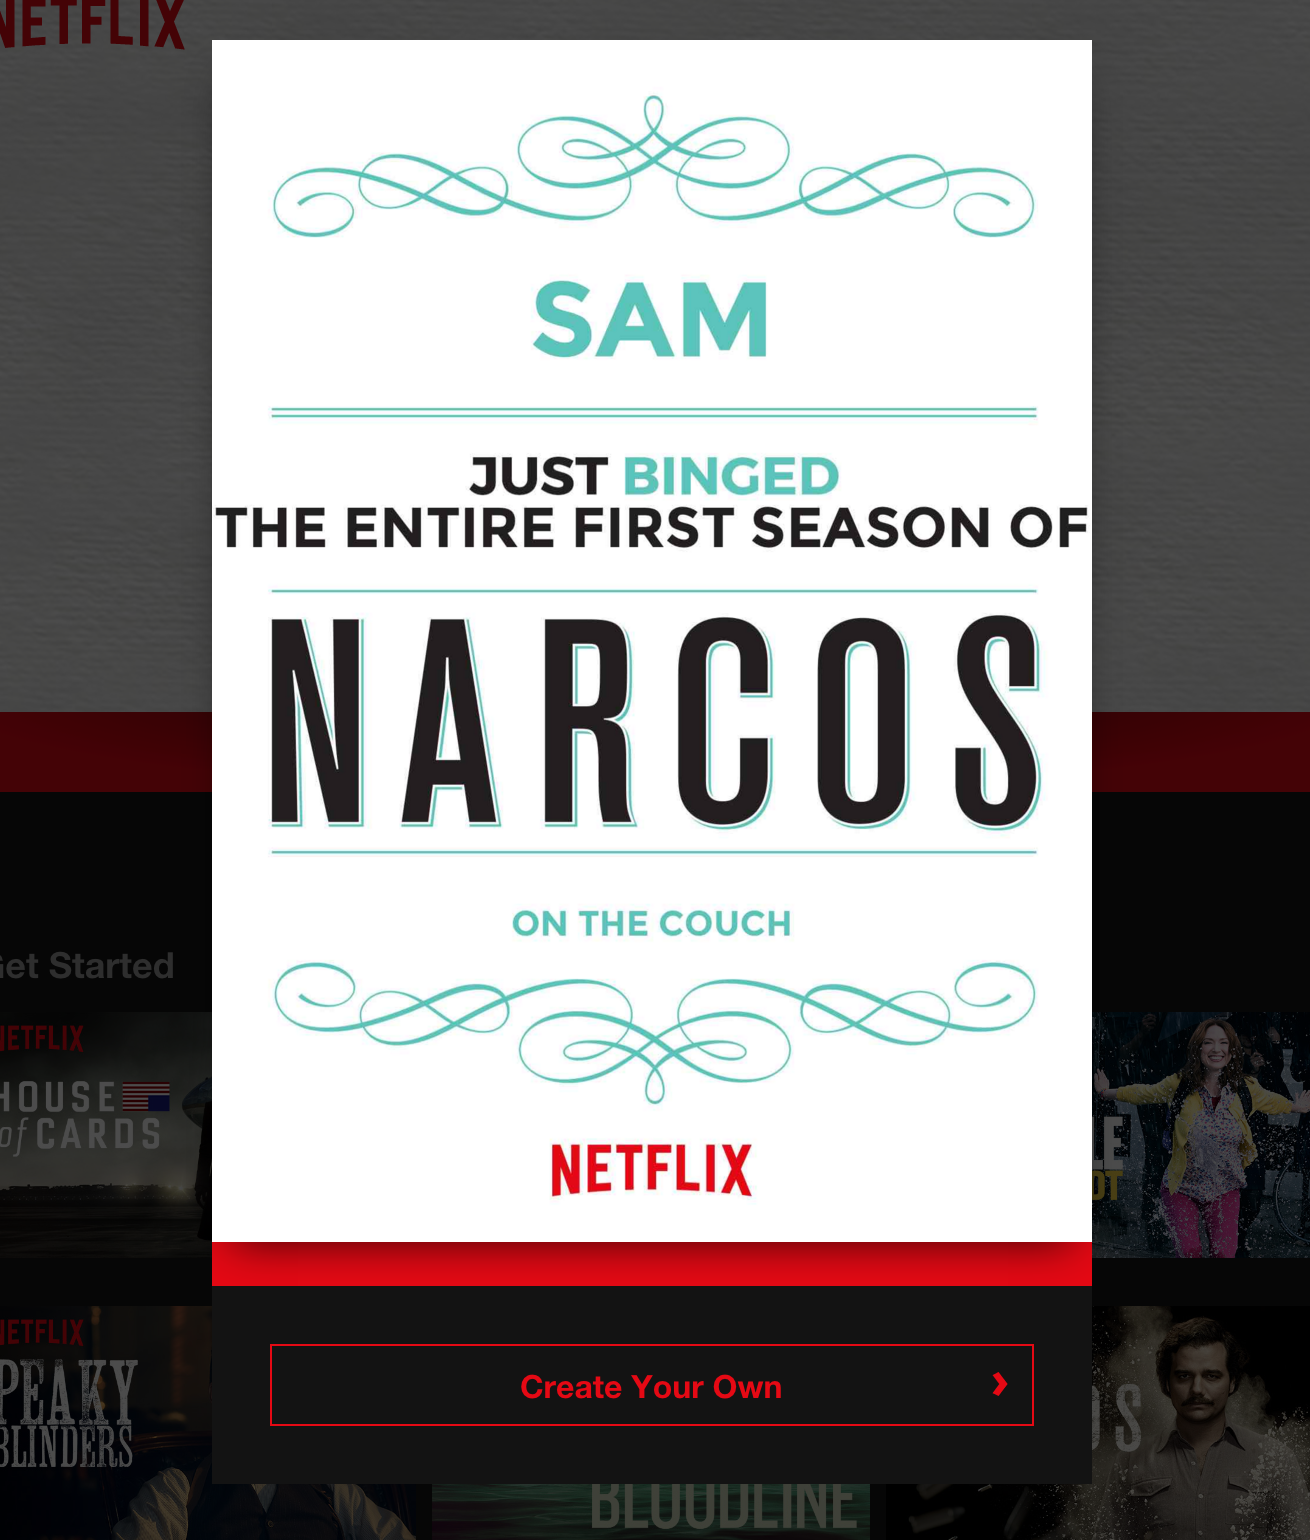 NETFLIX
SAM
JUST BINGED
THE ENTIRE FIRST SEASON OF
NARCOS
ON THE COUCH
NETFLIX
Create Your Own ›
Get Started
NETFLIX
HOUSE
of CARDS
NETFLIX
PEAKY
BLINDERS
BLOODLINE